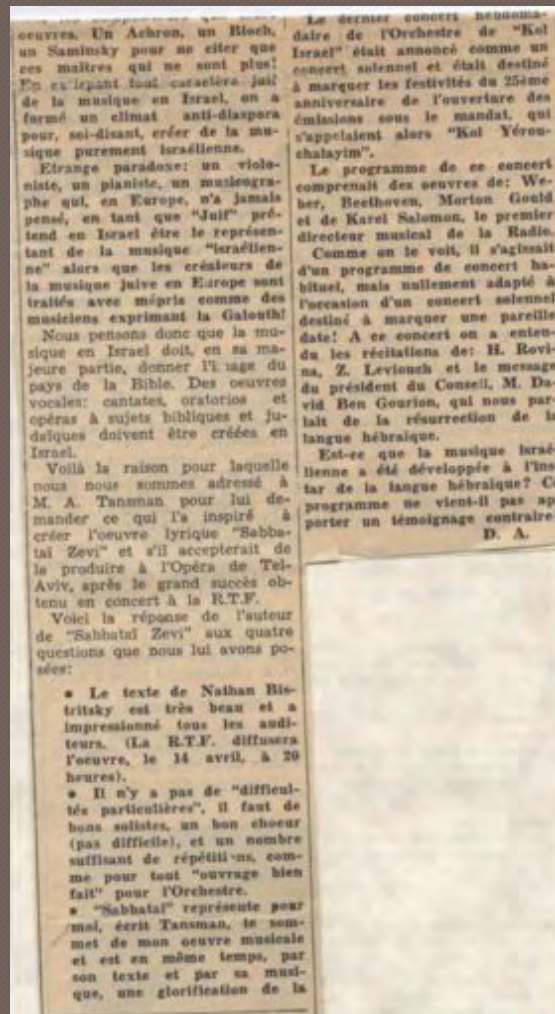 oeuvres. Un Achron, un Bloch,
un Saminsky pour ne citer que
ces maîtres qui ne sont plus!
En extirpant tout caractère juif
de la musique en Israel, on a
formé un climat anti-diaspora
pour, soi-disant, créer de la mu-
sique purement israélienne.
Etrange paradoxe: un violo-
niste, un pianiste, un musicogra-
phe qui, en Europe, n'a jamais
pensé, en tant que "Juif" pré-
tend en Israel être le représen-
tant de la musique "israélien-
ne" alors que les créateurs de
la musique juive en Europe sont
traités avec mépris comme des
musiciens exprimant la Galouth!
Nous pensons donc que la mu-
sique en Israel doit, en sa ma-
jeure partie, donner l'image du
pays de la Bible. Des oeuvres
vocales: cantates, oratorios et
opéras à sujets bibliques et ju-
daïques doivent être créées en
Israel.
Voilà la raison pour laquelle
nous nous sommes adressé à
M. A. Tansman pour lui de-
mander ce qui l'a inspiré à
créer l'oeuvre lyrique "Sabba-
taï Zevi" et s'il accepterait de
la produire à l'Opéra de Tel-
Aviv, après le grand succès ob-
tenu en concert à la R.T.F.
Voici la réponse de l'auteur
de "Sabbataï Zevi" aux quatre
questions que nous lui avons po-
sées:
• Le texte de Nathan Bis-
tritsky est très beau et a
impressionné tous les audi-
teurs. (La R.T.F. diffusera
l'oeuvre, le 14 avril, à 20
heures).
• Il n'y a pas de "difficul-
tés particulières", il faut de
bons solistes, un bon choeur
(pas difficile), et un nombre
suffisant de répétitions, com-
me pour tout "ouvrage bien
fait" pour l'Orchestre.
• "Sabbataï" représente pour
moi, écrit Tansman, le som-
met de mon oeuvre musicale
et est en même temps, par
son texte et par sa musi-
que, une glorification de la
Le dernier concert hebdoma-
daire de l'Orchestre de "Kol
Israel" était annoncé comme un
concert solennel et était destiné
à marquer les festivités du 25ème
anniversaire de l'ouverture des
émissions sous le mandat, qui
s'appelaient alors "Kol Yérou-
chalayim".
Le programme de ce concert
comprenait des oeuvres de: We-
ber, Beethoven, Morton Gould
et de Karel Salomon, le premier
directeur musical de la Radio.
Comme on le voit, il s'agissait
d'un programme de concert ha-
bituel, mais nullement adapté à
l'occasion d'un concert solennel
destiné à marquer une pareille
date! A ce concert on a enten-
du les récitations de: H. Rovi-
na, Z. Leviouch et le message
du président du Conseil, M. Da-
vid Ben Gourion, qui nous par-
lait de la résurrection de la
langue hébraïque.
Est-ce que la musique israé-
lienne a été développée à l'ins-
tar de la langue hébraïque? Ce
programme ne vient-il pas ap
porter un témoignage contraire
D. A.